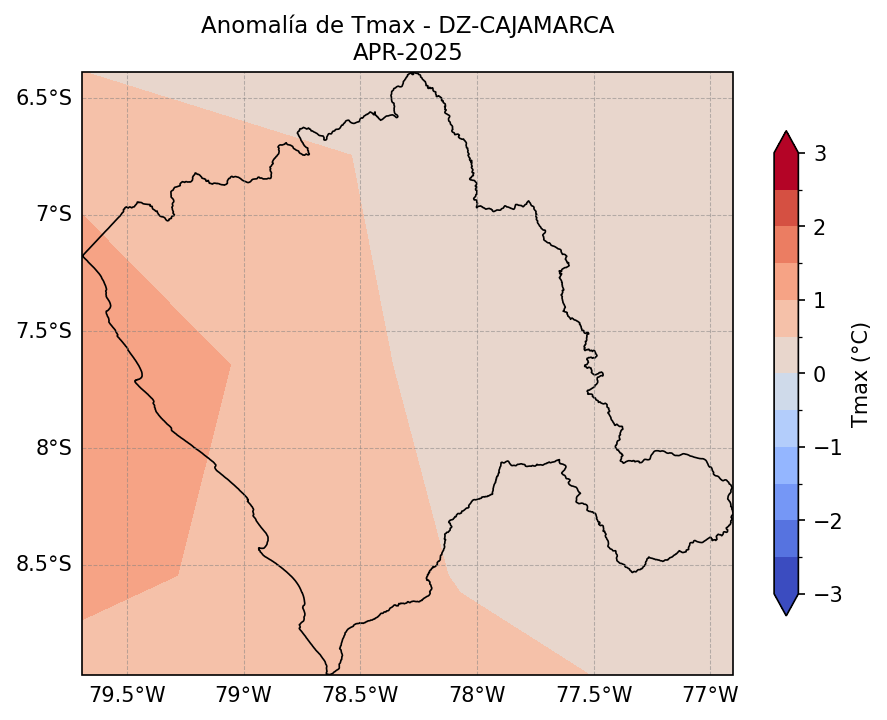 Anomalía de Tmax - DZ-CAJAMARCA
APR-2025
6.5°S
7°S
7.5°S
8°S
8.5°S
79.5°W
79°W
78.5°W
78°W
77.5°W
77°W
3
2
1
0
−1
−2
−3
Tmax (°C)